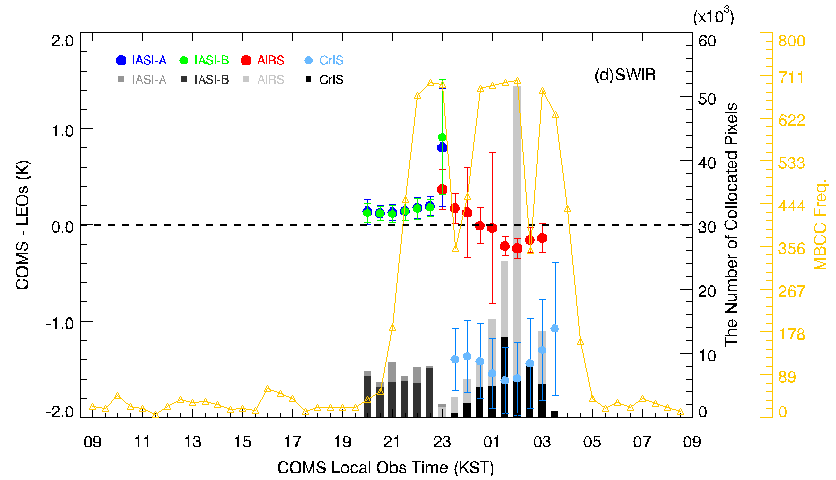 (x10³)
2.0 60 800
IASI-A IASI-B AIRS CrIS
IASI-A IASI-B AIRS CrIS
(d)SWIR
50 711
1.0 622
40 533
444
0.0 30 356
20 267
-1.0 178
10 89
-2.0 0 0
COMS - LEOs (K)
The Number of Collocated Pixels
MBCC Freq.
09 11 13 15 17 19 21 23 01 03 05 07 09
COMS Local Obs Time (KST)